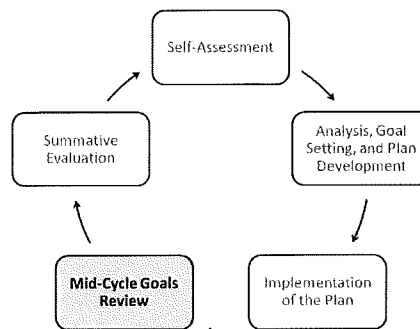 Self-Assessment
Summative
Evaluation
Analysis, Goal
Setting, and Plan
Development
Mid-Cycle Goals
Review
Implementation
of the Plan